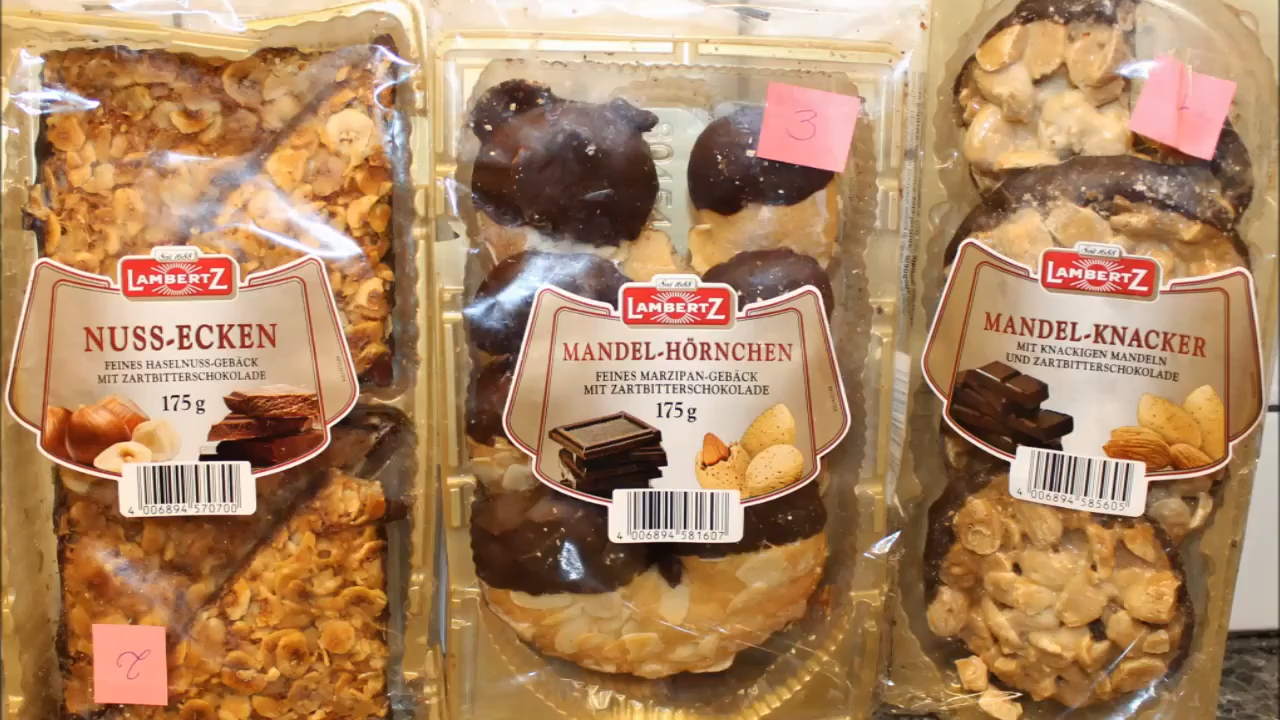 Seit 1688
LAMBERTZ
NUSS-ECKEN
FEINES HASELNUSS-GEBÄCK
MIT ZARTBITTERSCHOKOLADE
175 g
4 006894 570700
2
3
Seit 1688
LAMBERTZ
MANDEL-HÖRNCHEN
FEINES MARZIPAN-GEBÄCK
MIT ZARTBITTERSCHOKOLADE
175 g
4 006894 581607
Seit 1688
LAMBERTZ
MANDEL-KNACKER
MIT KNACKIGEN MANDELN
UND ZARTBITTERSCHOKOLADE
4 006894 585605